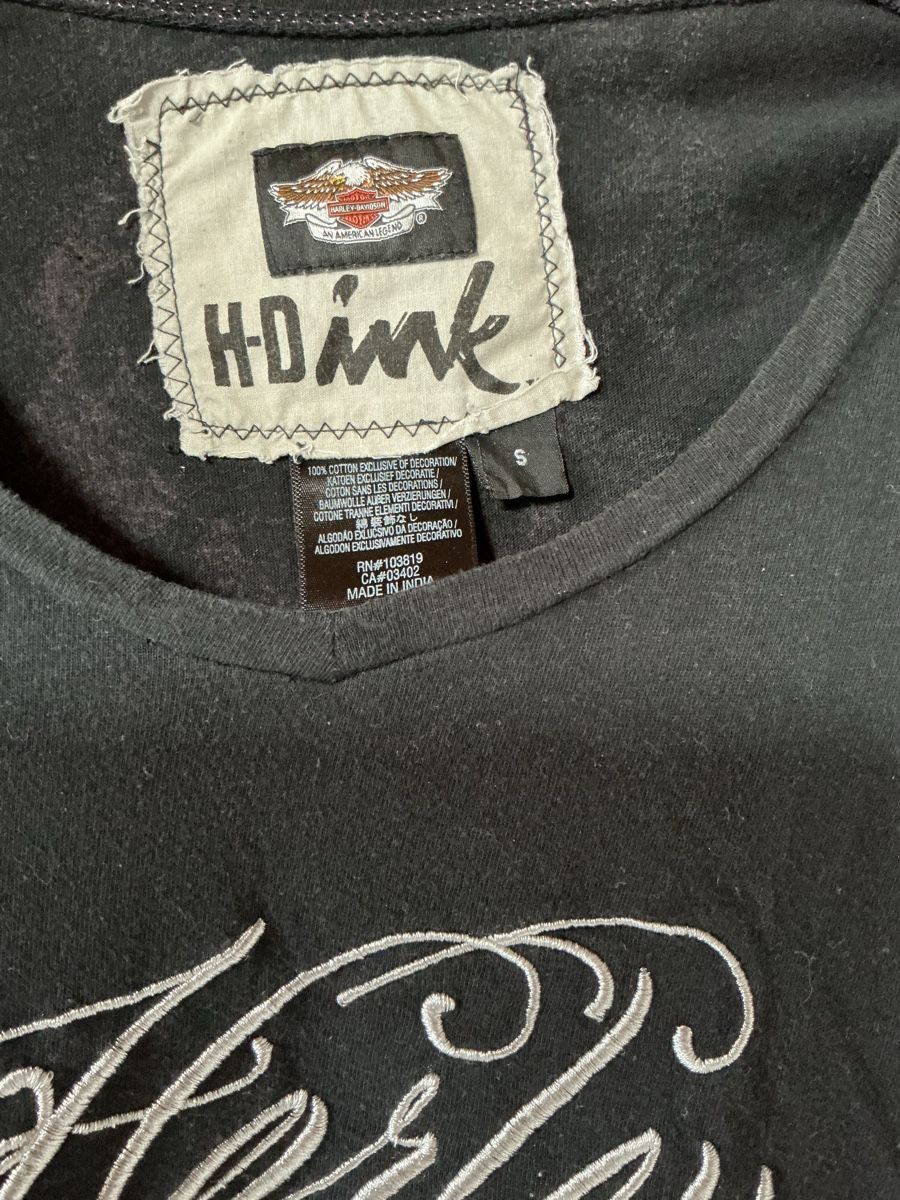 MOTOR
HARLEY-DAVIDSON
AN AMERICAN LEGEND
®
H-D ink
S
100% COTTON EXCLUSIVE OF DECORATION/
KATOEN EXCLUSIEF DECORATIE/
COTON SANS LES DECORATIONS/
BAUMWOLLE AUßER VERZIERUNGEN/
COTONE TRANNE ELEMENTI DECORATIVI/
綿 装飾なし
ALGODÃO EXLUCSIVO DA DECORAÇÃO/
ALGODON EXCLUSIVAMENTE DECORATIVO
RN#103819
CA#03402
MADE IN INDIA
Harley